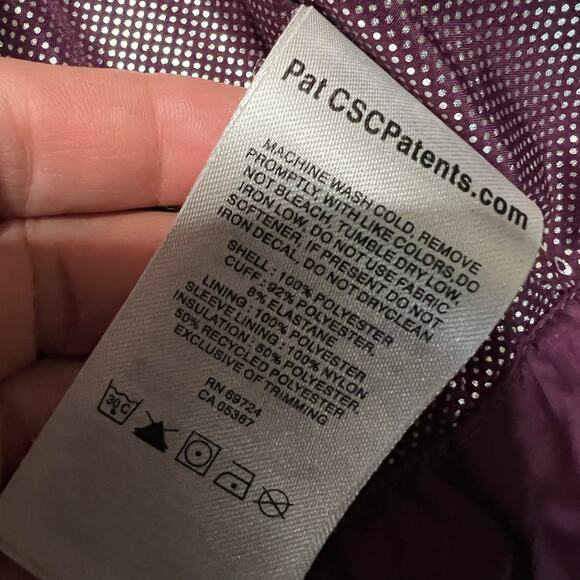 Pat CSCPatents.com
MACHINE WASH COLD, REMOVE
PROMPTLY, WITH LIKE COLORS, DO
NOT BLEACH, TUMBLE DRY LOW,
IRON LOW. DO NOT USE FABRIC
SOFTENER. IF PRESENT DO NOT
IRON DECAL. DO NOT DRYCLEAN.
SHELL : 100% POLYESTER
CUFF : 92% POLYESTER,
8% ELASTANE
LINING : 100% POLYESTER
SLEEVE LINING : 100% NYLON
INSULATION : 50% POLYESTER,
50% RECYCLED POLYESTER
EXCLUSIVE OF TRIMMING
RN 69724
CA 05367
30°C